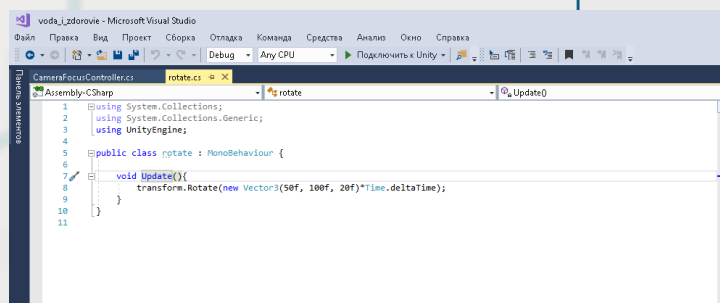 voda_i_zdorovie - Microsoft Visual Studio
Файл Правка Вид Проект Сборка Отладка Команда Средства Анализ Окно Справка
Debug Any CPU Подключить к Unity
Панель элементов
CameraFocusController.cs rotate.cs
Assembly-CSharp rotate Update()
1 using System.Collections;
2 using System.Collections.Generic;
3 using UnityEngine;
4
5 public class rotate : MonoBehaviour {
6
7 void Update(){
8 transform.Rotate(new Vector3(50f, 100f, 20f)*Time.deltaTime);
9 }
10 }
11